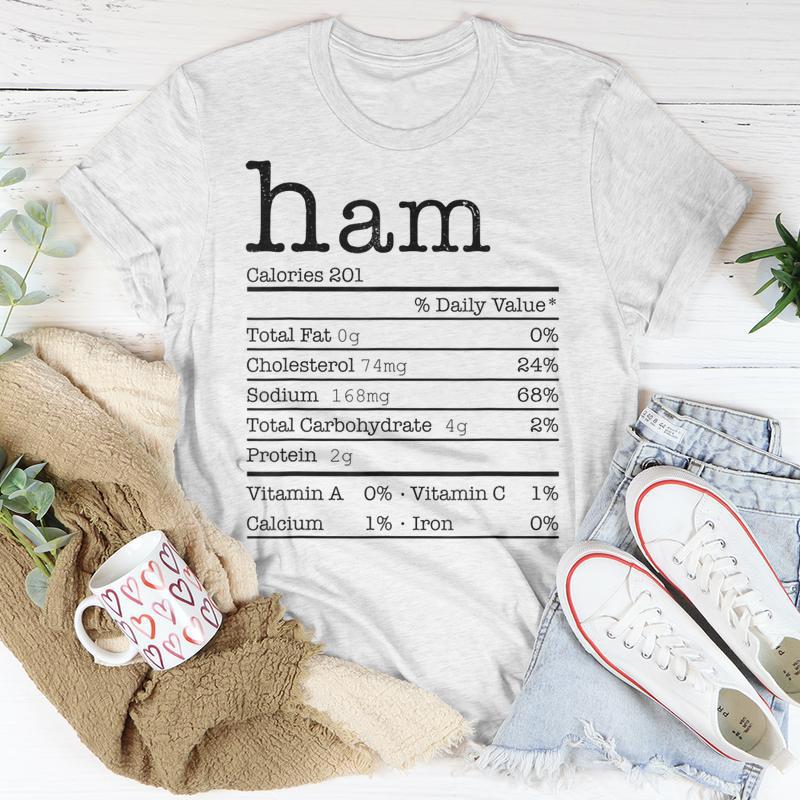 ham
Calories 201
% Daily Value*
Total Fat 0g 0%
Cholesterol 74mg 24%
Sodium 168mg 68%
Total Carbohydrate 4g 2%
Protein 2g
Vitamin A 0% · Vitamin C 1%
Calcium 1% · Iron 0%